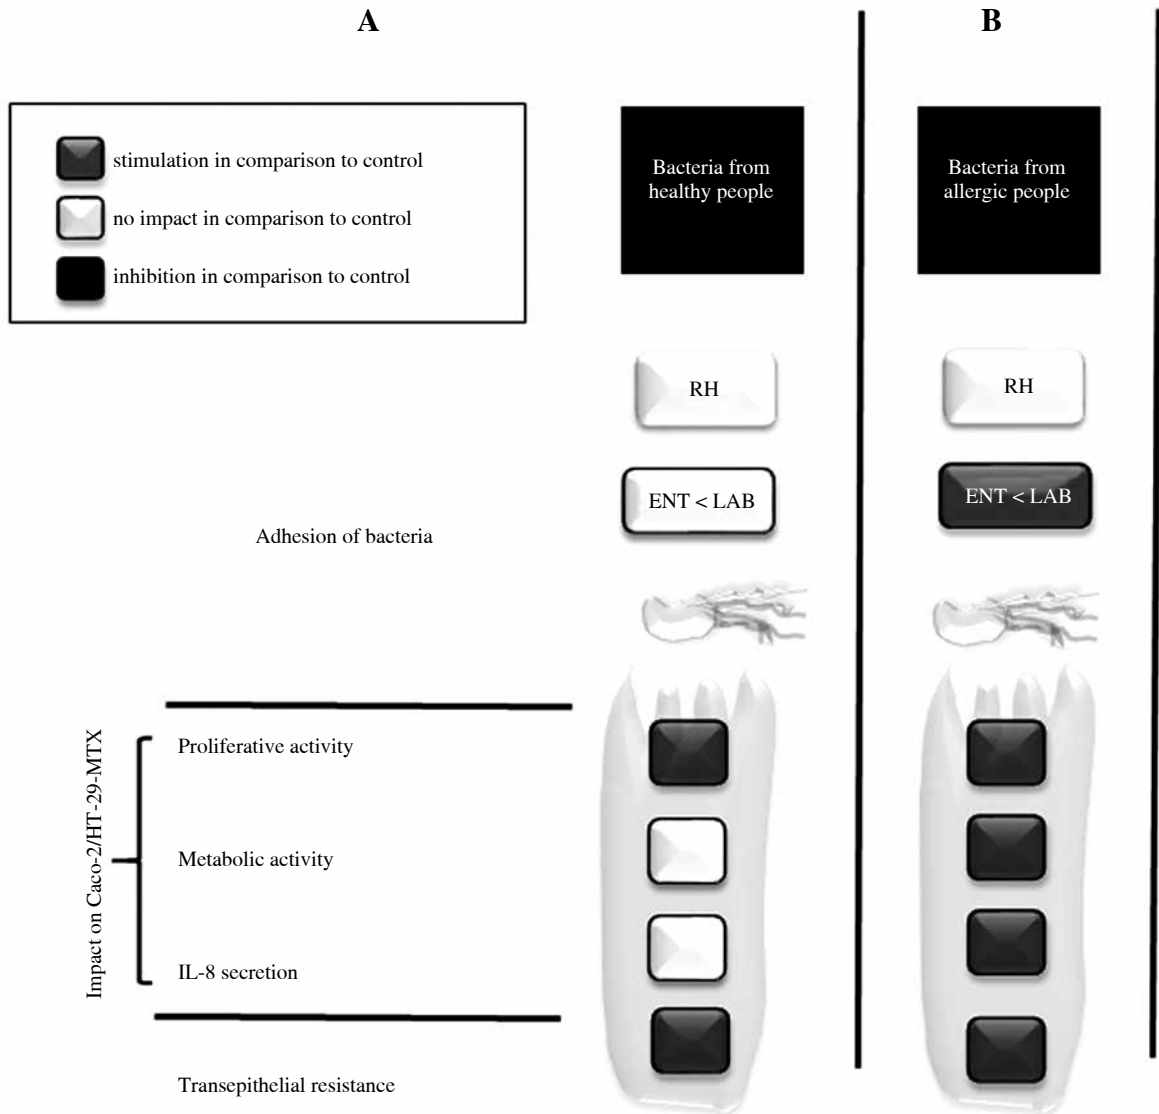 A
B
stimulation in comparison to control
no impact in comparison to control
inhibition in comparison to control
Bacteria from
healthy people
Bacteria from
allergic people
RH
RH
ENT < LAB
ENT < LAB
Adhesion of bacteria
Impact on Caco-2/HT-29-MTX
Proliferative activity
Metabolic activity
IL-8 secretion
Transepithelial resistance